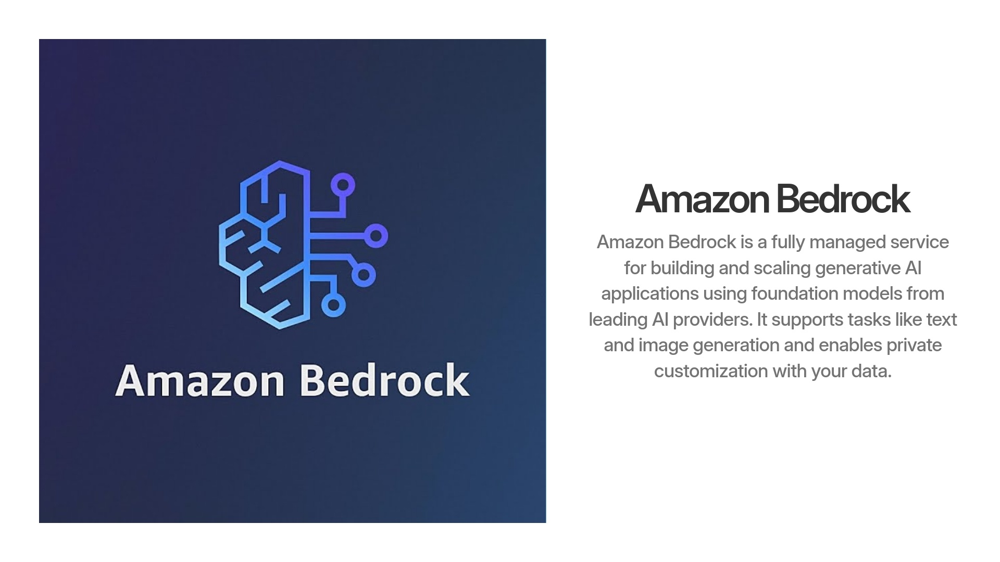 Amazon Bedrock
Amazon Bedrock
Amazon Bedrock is a fully managed service
for building and scaling generative AI
applications using foundation models from
leading AI providers. It supports tasks like text
and image generation and enables private
customization with your data.